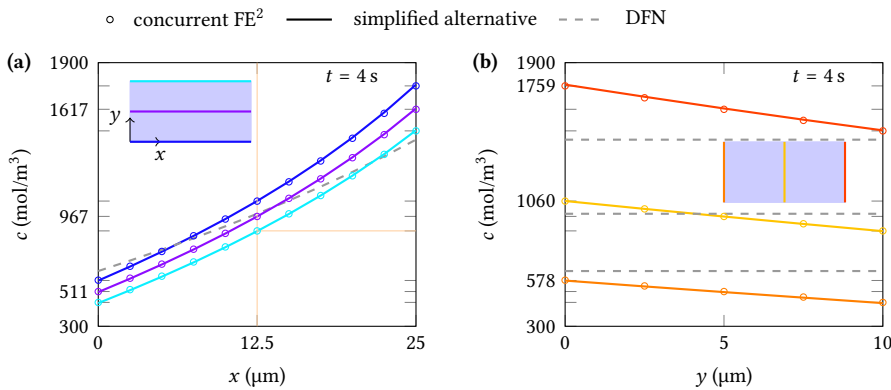 concurrent FE² simplified alternative DFN
(a) t = 4 s
1900
1617
967
511
300
c (mol/m³)
y
x
0 12.5 25
x (μm)
(b) t = 4 s
1900
1759
1060
578
300
c (mol/m³)
0 5 10
y (μm)